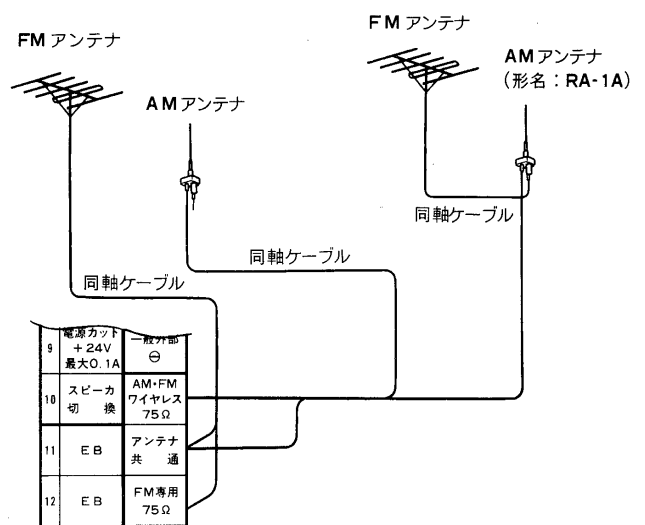 FMアンテナ
AMアンテナ
FMアンテナ
AMアンテナ
(形名:RA-1A)
同軸ケーブル
同軸ケーブル
同軸ケーブル
9
電源カット
+24V
最大0.1A
一般外部
⊖
10
スピーカ
切 換
AM・FM
ワイヤレス
75Ω
11
EB
アンテナ
共 通
12
EB
FM専用
75Ω